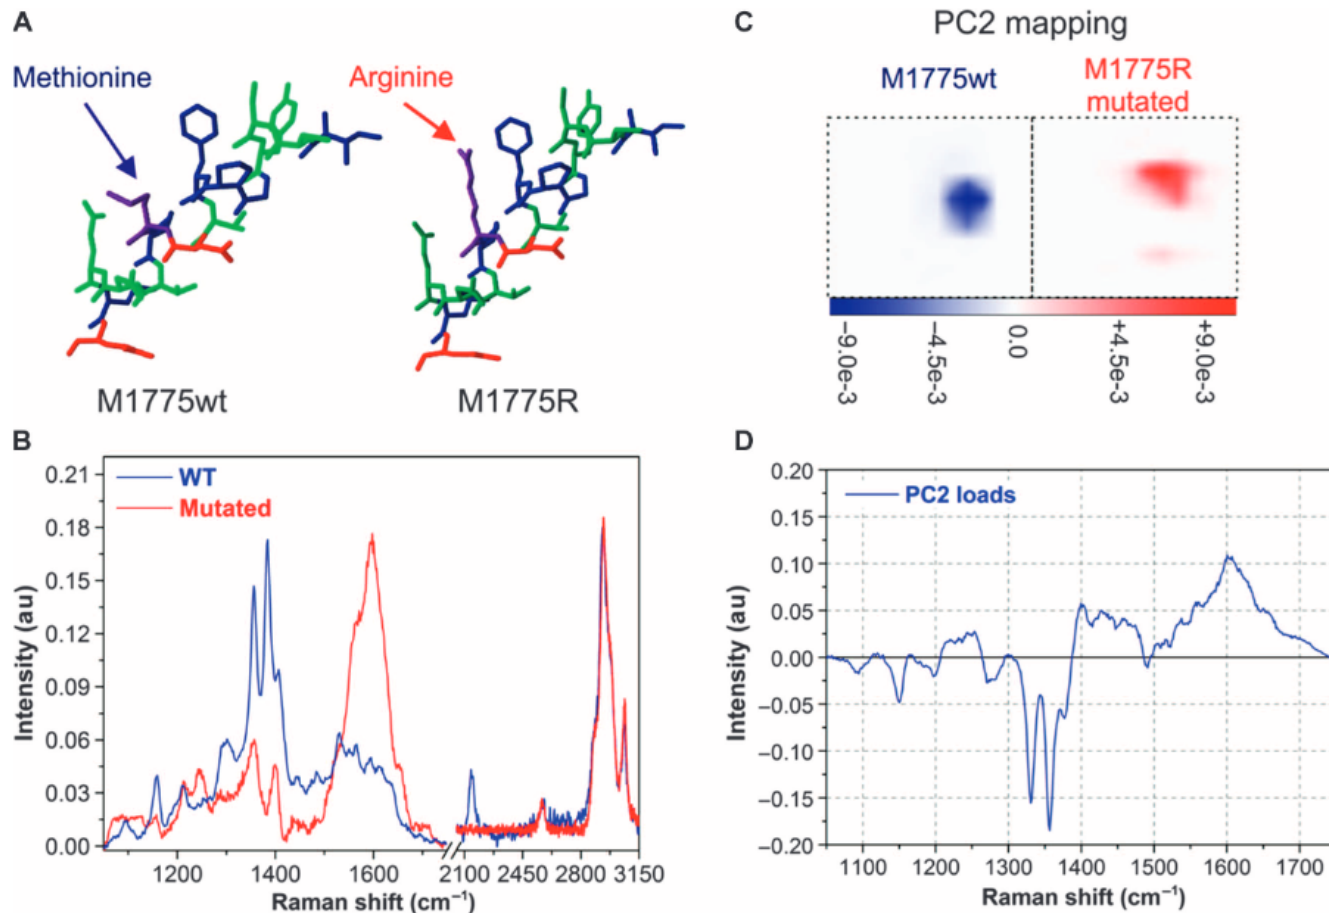 A
Methionine
Arginine
M1775wt
M1775R
C
PC2 mapping
M1775wt
M1775R
mutated
−9.0e-3
−4.5e-3
0.0
+4.5e-3
+9.0e-3
B
WT
Mutated
0.21
0.18
0.15
0.12
0.09
0.06
0.03
0.00
Intensity (au)
1200 1400 1600 2100 2450 2800 3150
Raman shift (cm⁻¹)
D
PC2 loads
0.20
0.15
0.10
0.05
0.00
−0.05
−0.10
−0.15
−0.20
Intensity (au)
1100 1200 1300 1400 1500 1600 1700
Raman shift (cm⁻¹)